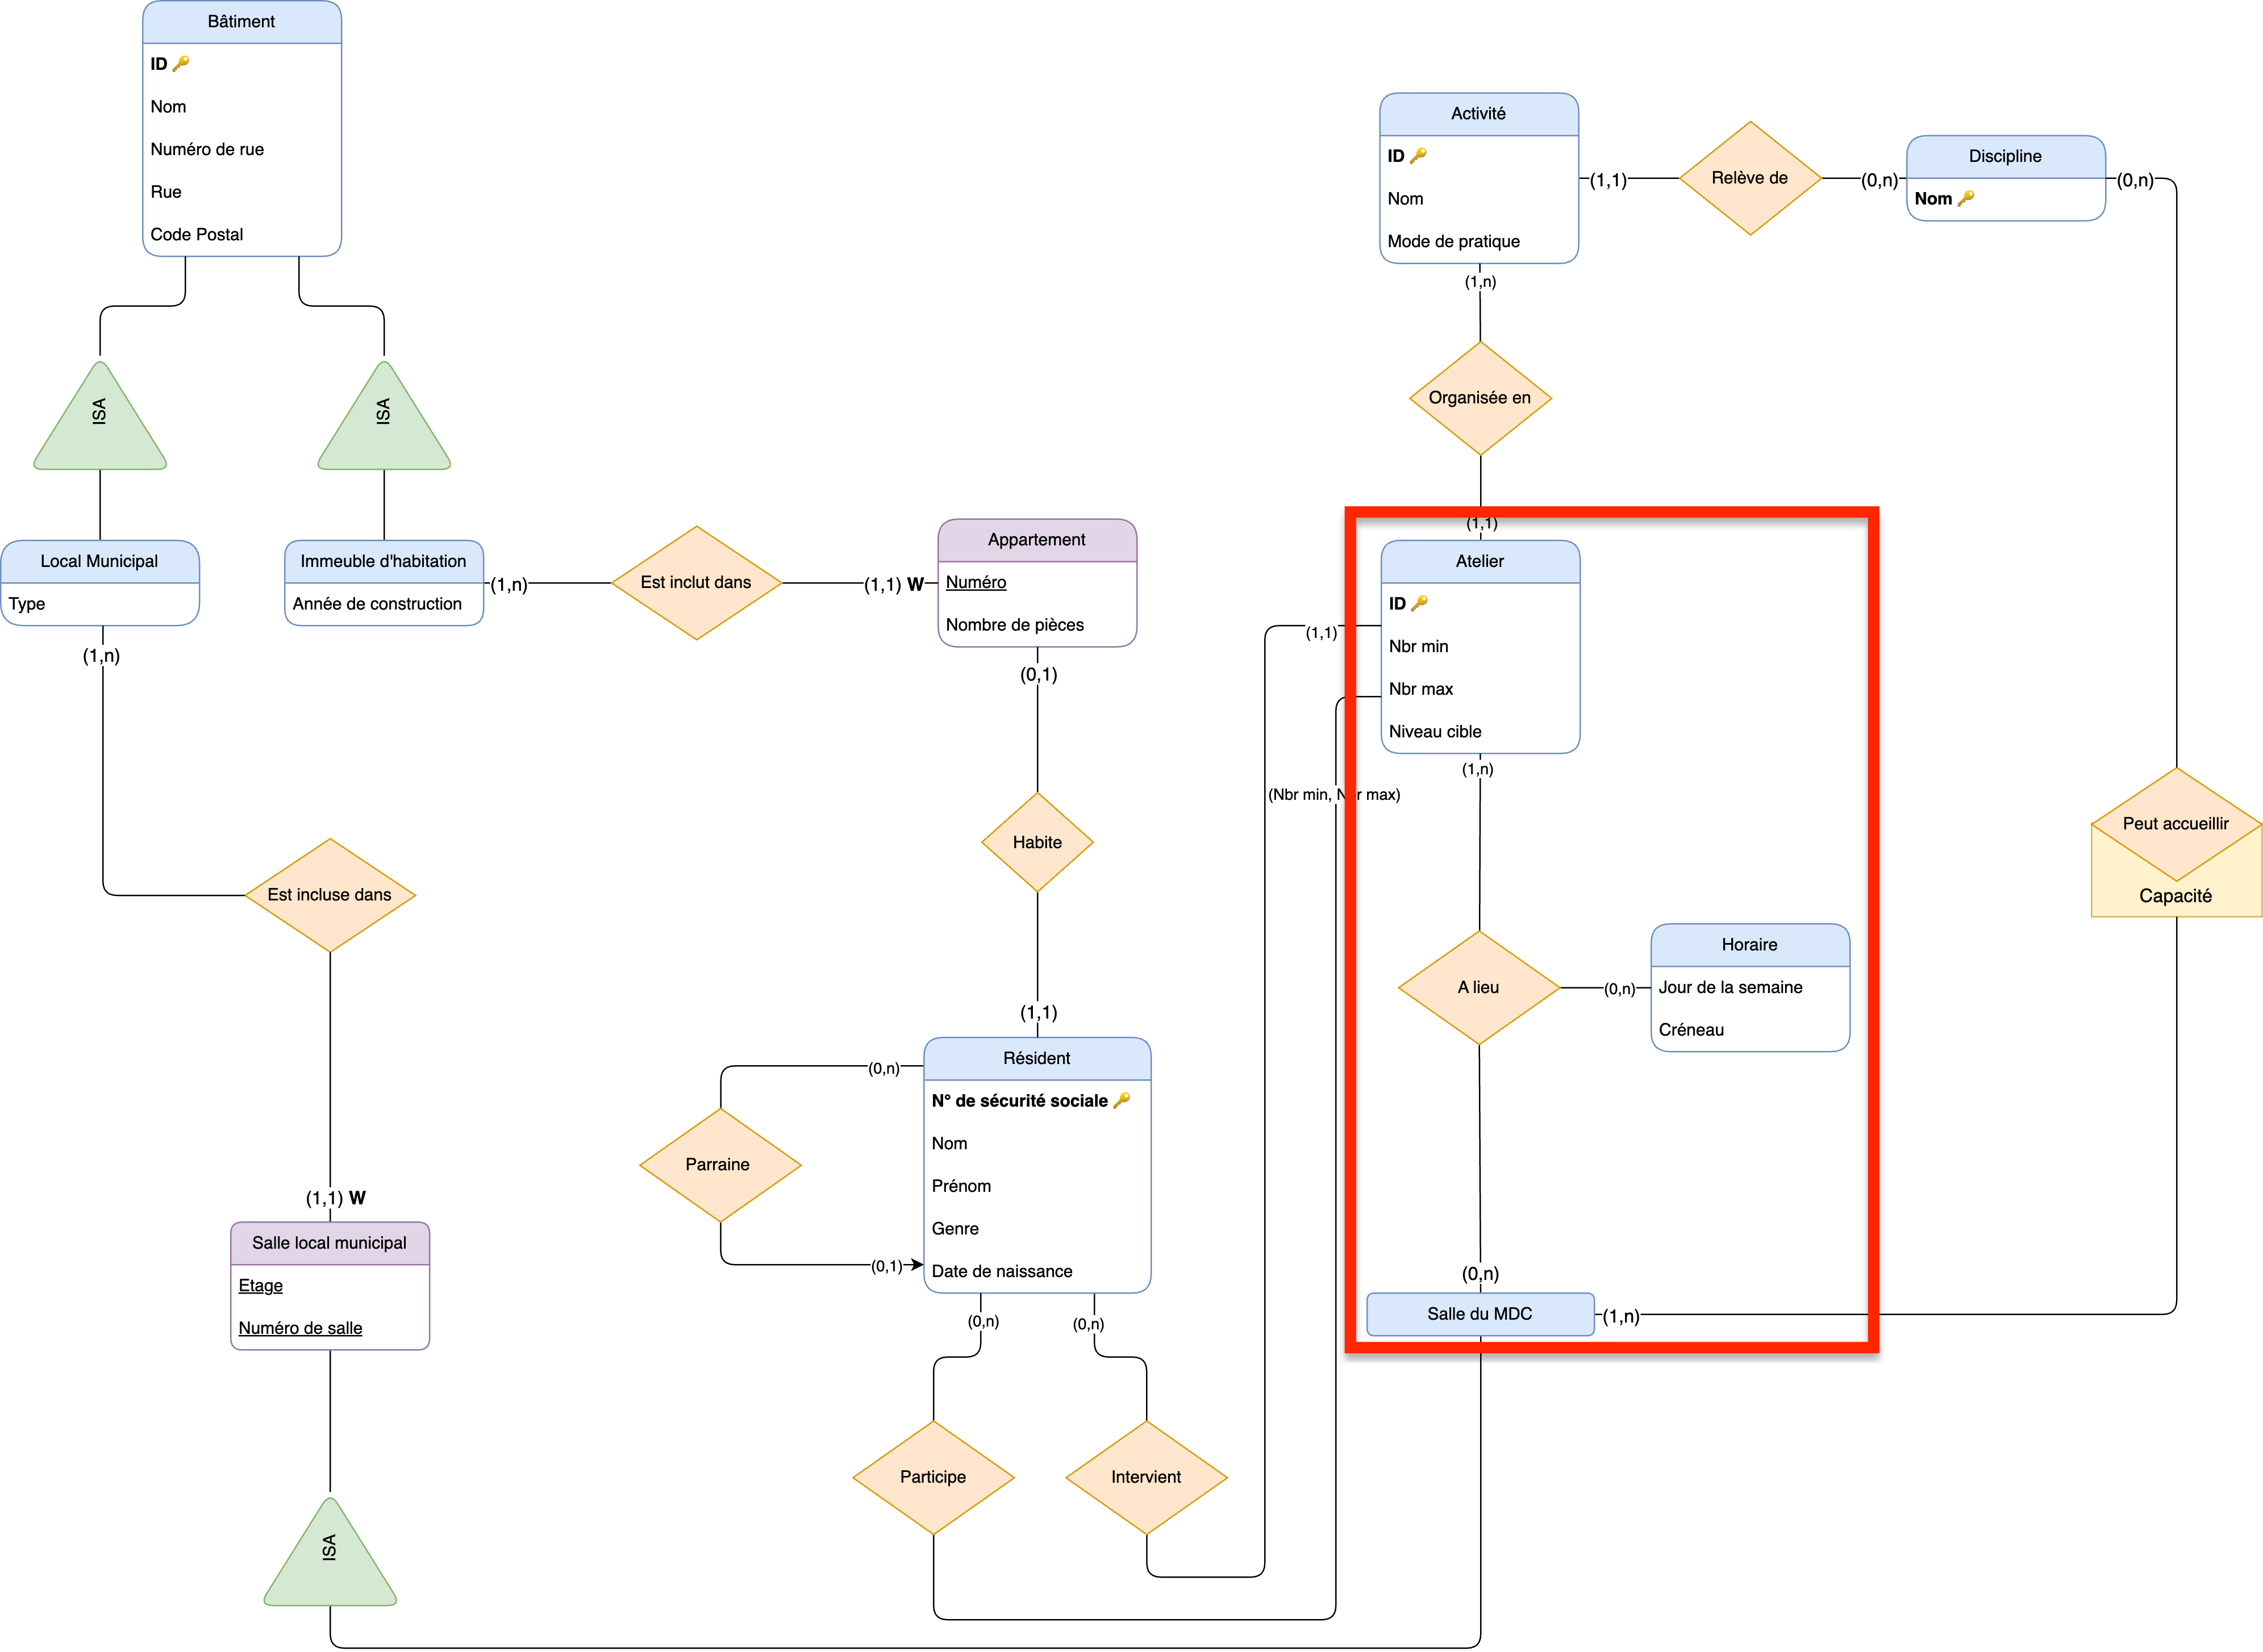 Bâtiment
ID
Nom
Numéro de rue
Rue
Code Postal
ISA
ISA
Local Municipal
Type
(1,n)
Immeuble d'habitation
Année de construction
(1,n)
Est inclut dans
(1,1) W
Appartement
Numéro
Nombre de pièces
(0,1)
Habite
(1,1)
Est incluse dans
(1,1) W
Salle local municipal
Etage
Numéro de salle
ISA
Résident
N° de sécurité sociale
Nom
Prénom
Genre
Date de naissance
(0,n)
Parraine
(0,1)
(0,n)
(0,n)
Participe
Intervient
Activité
ID
Nom
Mode de pratique
(1,1)
Relève de
(0,n)
Discipline
Nom
(0,n)
(1,n)
Organisée en
(1,1)
Atelier
ID
Nbr min
Nbr max
Niveau cible
(1,1)
(Nbr min, Nbr max)
(1,n)
A lieu
(0,n)
Horaire
Jour de la semaine
Créneau
(0,n)
Salle du MDC
(1,n)
Peut accueillir
Capacité